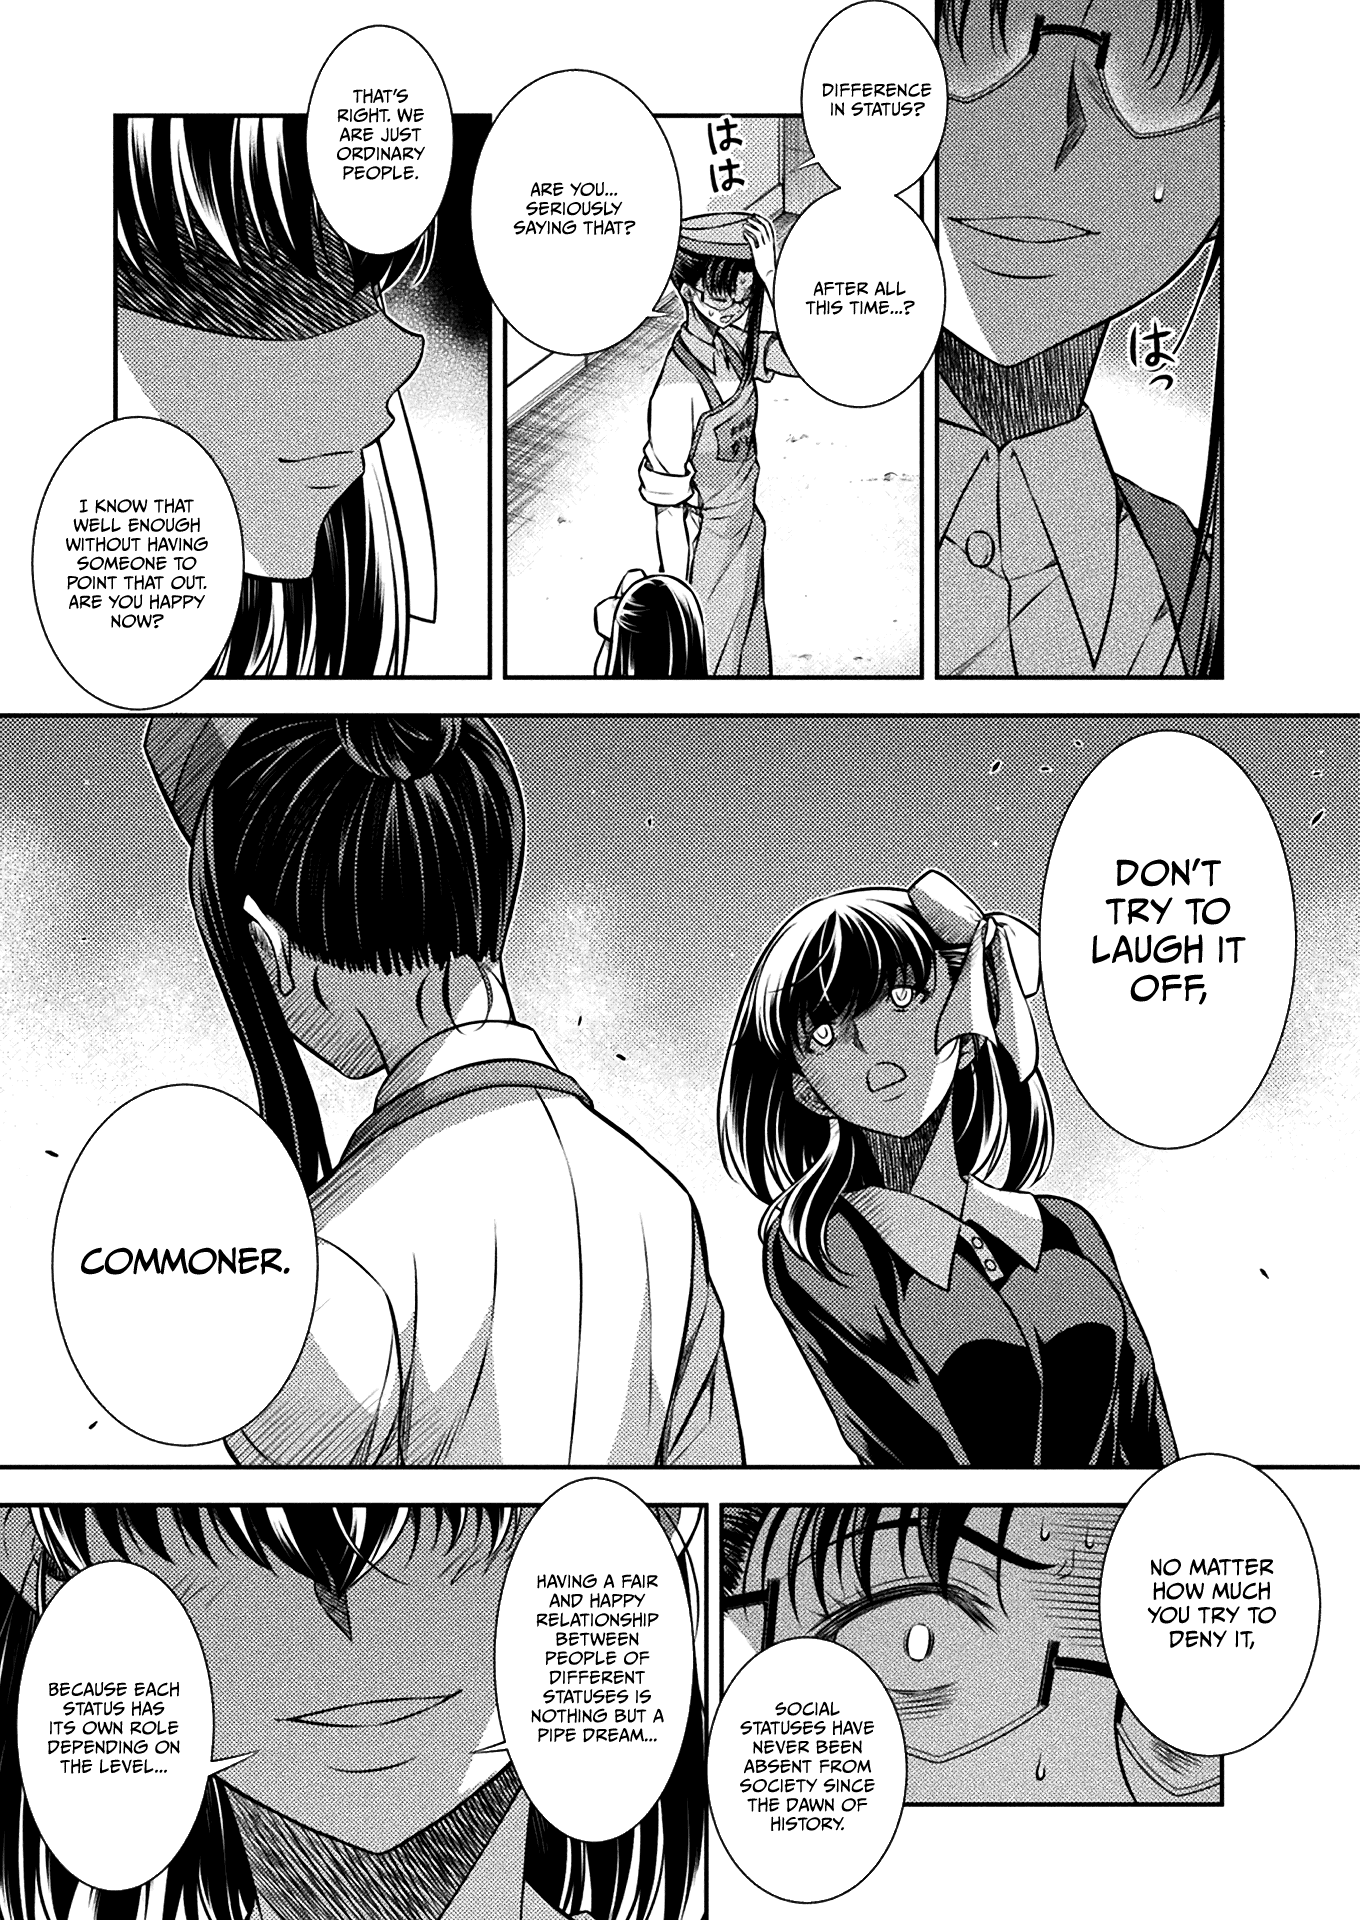 DIFFERENCE
IN STATUS?
はっ
AFTER ALL
THIS TIME...?
はは
ARE YOU...
SERIOUSLY
SAYING THAT?
THAT'S
RIGHT. WE
ARE JUST
ORDINARY
PEOPLE.
I KNOW THAT
WELL ENOUGH
WITHOUT HAVING
SOMEONE TO
POINT THAT OUT.
ARE YOU HAPPY
NOW?
DON'T
TRY TO
LAUGH IT
OFF,
COMMONER.
NO MATTER
HOW MUCH
YOU TRY TO
DENY IT,
SOCIAL
STATUSES HAVE
NEVER BEEN
ABSENT FROM
SOCIETY SINCE
THE DAWN OF
HISTORY.
HAVING A FAIR
AND HAPPY
RELATIONSHIP
BETWEEN
PEOPLE OF
DIFFERENT
STATUSES IS
NOTHING BUT A
PIPE DREAM...
BECAUSE EACH
STATUS HAS
ITS OWN ROLE
DEPENDING ON
THE LEVEL...